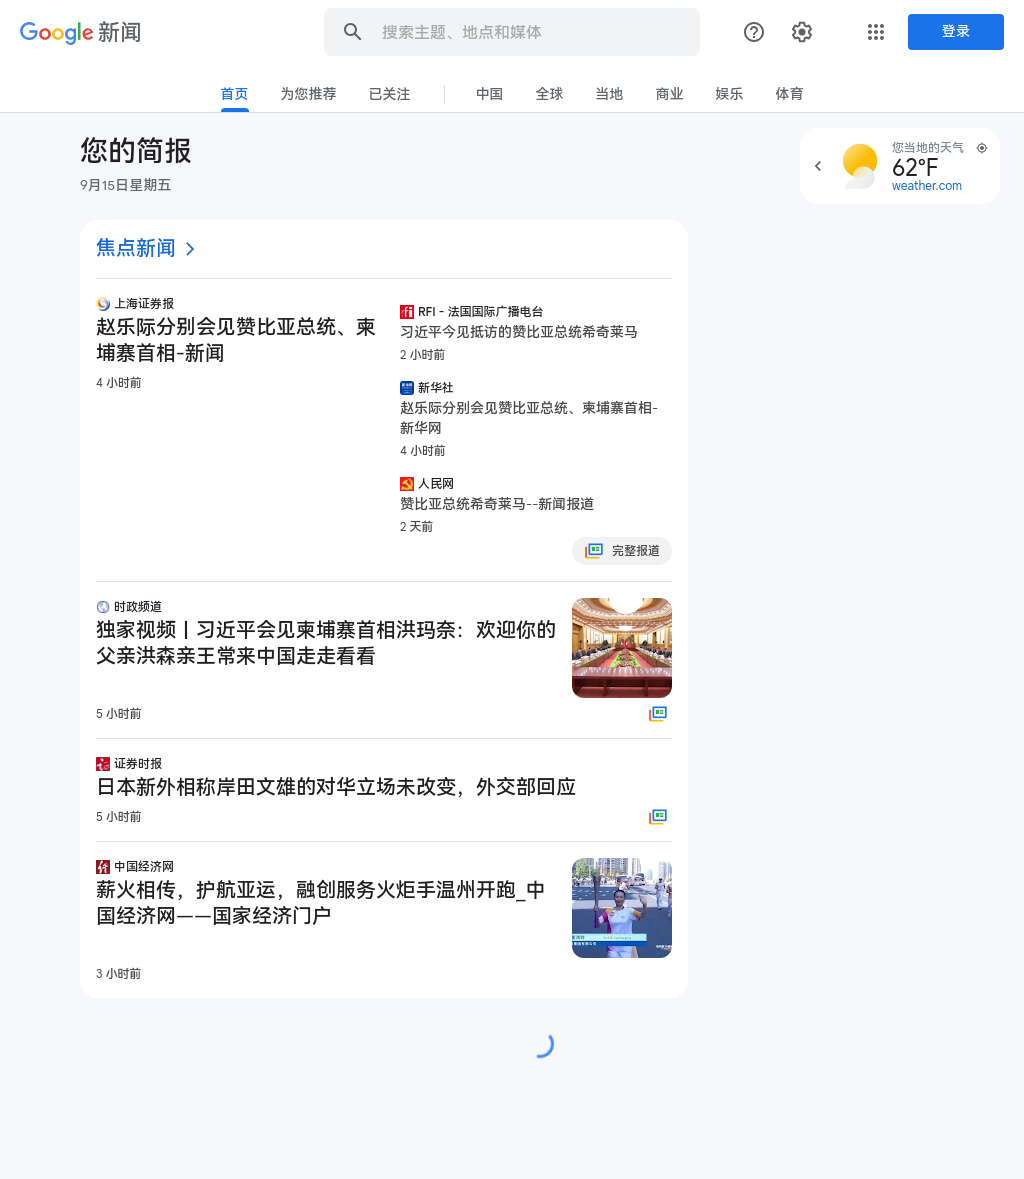 Google 新闻
搜索主题、地点和媒体
登录
首页
为您推荐
已关注
中国
全球
当地
商业
娱乐
体育
您的简报
9月15日星期五
您当地的天气
62°F
weather.com
焦点新闻
上海证券报
赵乐际分别会见赞比亚总统、柬
埔寨首相-新闻
4 小时前
RFI - 法国国际广播电台
习近平今见抵访的赞比亚总统希奇莱马
2 小时前
新华社
赵乐际分别会见赞比亚总统、柬埔寨首相-
新华网
4 小时前
人民网
赞比亚总统希奇莱马--新闻报道
2 天前
完整报道
时政频道
独家视频丨习近平会见柬埔寨首相洪玛奈：欢迎你的
父亲洪森亲王常来中国走走看看
5 小时前
证券时报
日本新外相称岸田文雄的对华立场未改变，外交部回应
5 小时前
中国经济网
薪火相传，护航亚运，融创服务火炬手温州开跑_中
国经济网——国家经济门户
3 小时前